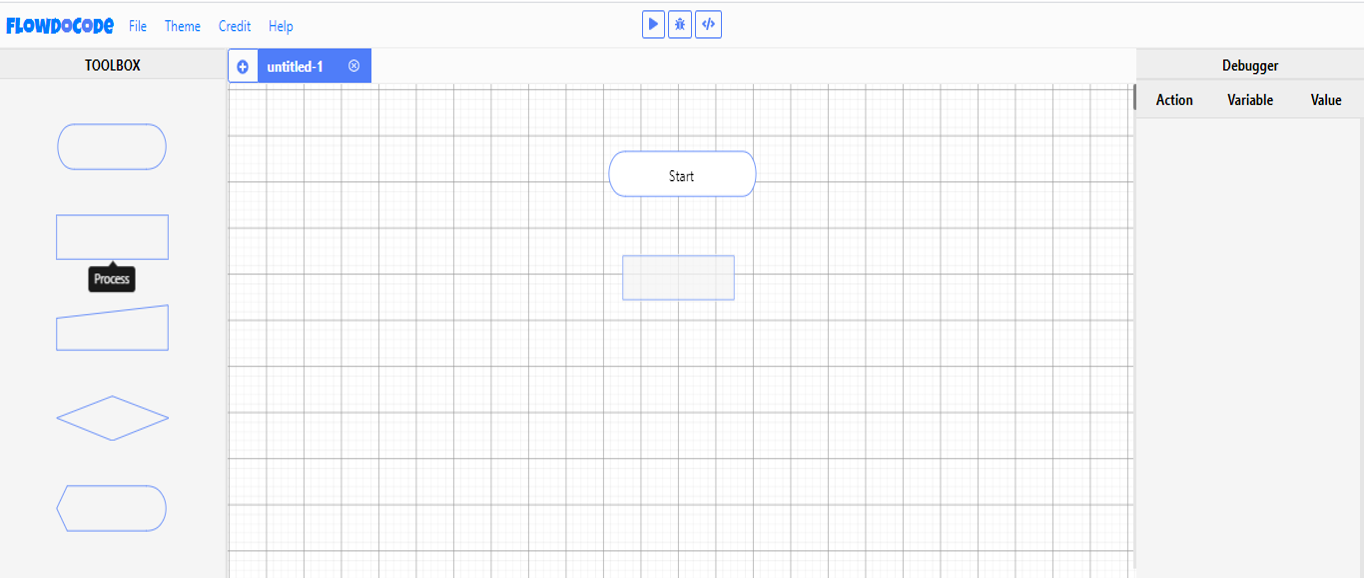 FLOWDOCODE File Theme Credit Help
TOOLBOX
untitled-1
Debugger
Action Variable Value
Start
Process